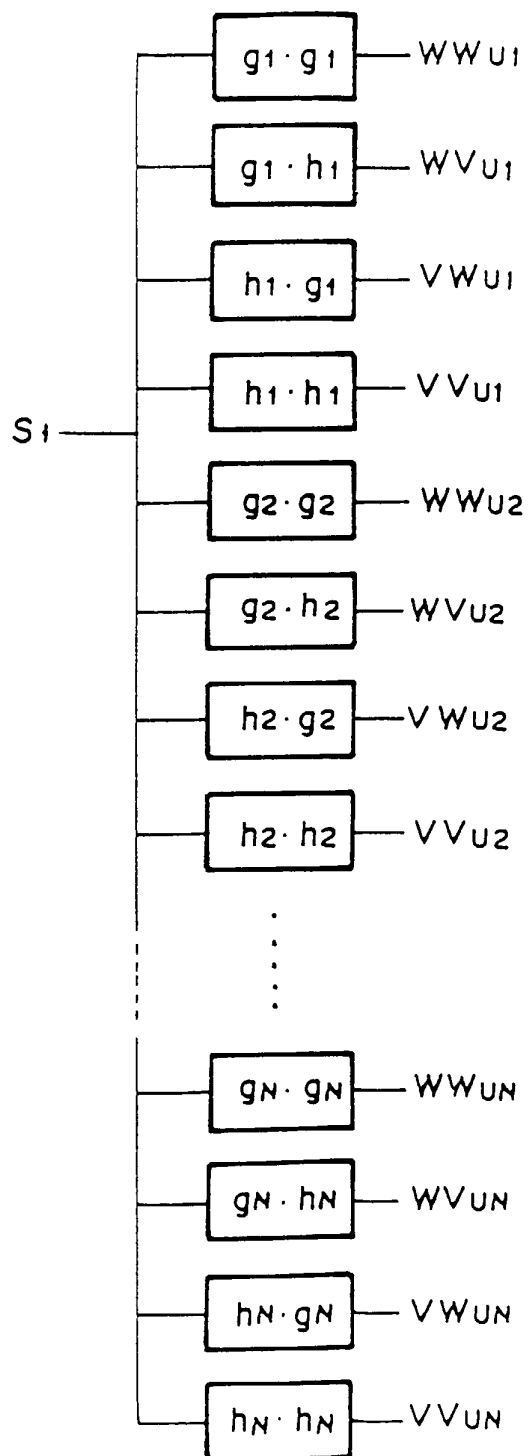 g1 · g1 WWU1
g1 · h1 WVU1
h1 · g1 VWU1
h1 · h1 VVU1
S1
g2 · g2 WWU2
g2 · h2 WVU2
h2 · g2 VWU2
h2 · h2 VVU2
gN · gN WWUN
gN · hN WVUN
hN · gN VWUN
hN · hN VVUN